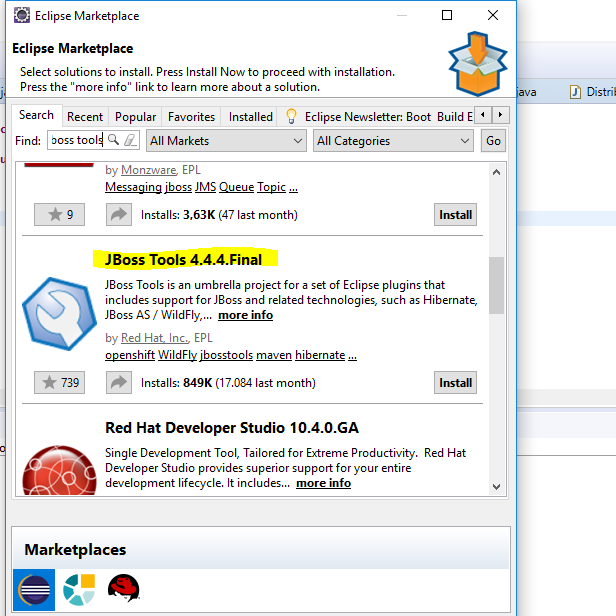 Eclipse Marketplace
Eclipse Marketplace
Select solutions to install. Press Install Now to proceed with installation.
Press the "more info" link to learn more about a solution.
ava
J Distrib
Search Recent Popular Favorites Installed Eclipse Newsletter: Boot Build E
Find: boss tools All Markets All Categories Go
by Monzware, EPL
Messaging jboss JMS Queue Topic ...
9 Installs: 3,63K (47 last month) Install
JBoss Tools 4.4.4.Final
JBoss Tools is an umbrella project for a set of Eclipse plugins that
includes support for JBoss and related technologies, such as Hibernate,
JBoss AS / WildFly,... more info
by Red Hat, Inc., EPL
openshift WildFly jbosstools maven hibernate ...
739 Installs: 849K (17.084 last month) Install
Red Hat Developer Studio 10.4.0.GA
Single Development Tool, Tailored for Extreme Productivity. Red Hat
Developer Studio provides superior support for your entire
development lifecycle. It includes... more info
Marketplaces